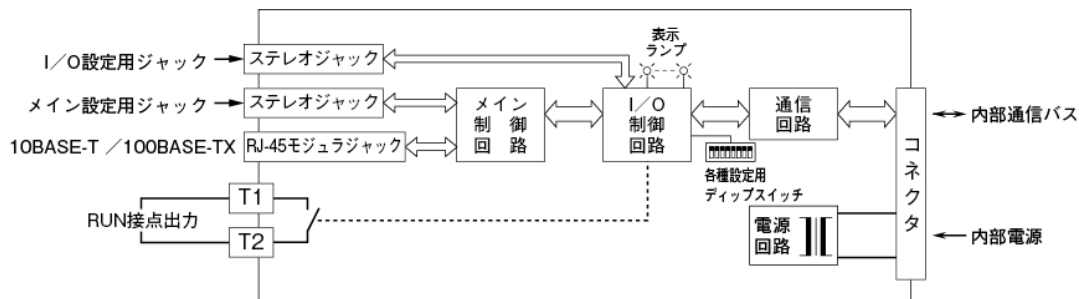 I／O設定用ジャック
ステレオジャック
表示
ランプ
メイン設定用ジャック
ステレオジャック
メイン
制御
回路
I／O
制御
回路
通信
回路
コネクタ
内部通信バス
10BASE-T ／100BASE-TX
RJ-45モジュラジャック
各種設定用
ディップスイッチ
RUN接点出力
T1
T2
電源
回路
内部電源